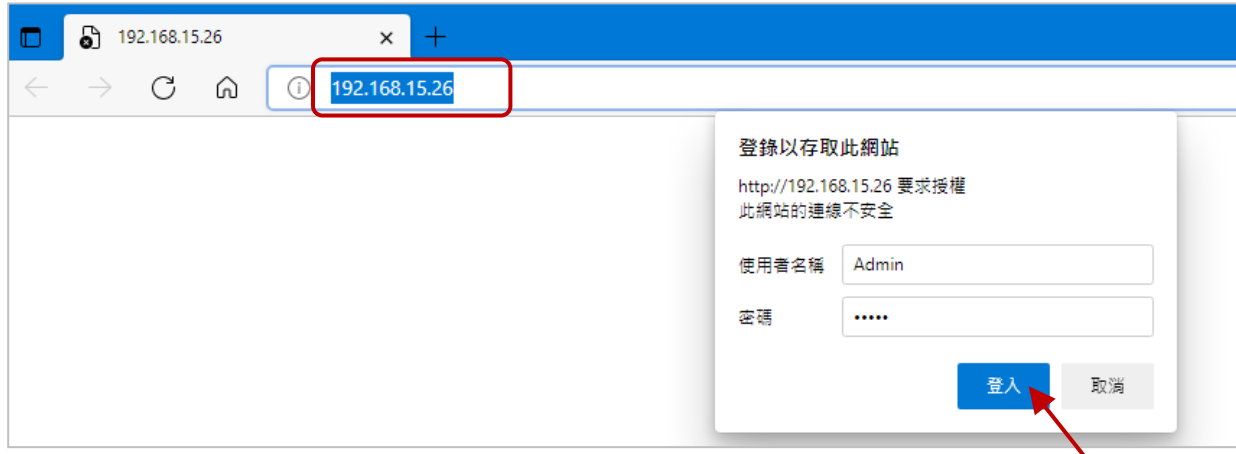 192.168.15.26
192.168.15.26
登錄以存取此網站
http://192.168.15.26 要求授權
此網站的連線不安全
使用者名稱 Admin
密碼 •••••
登入 取消